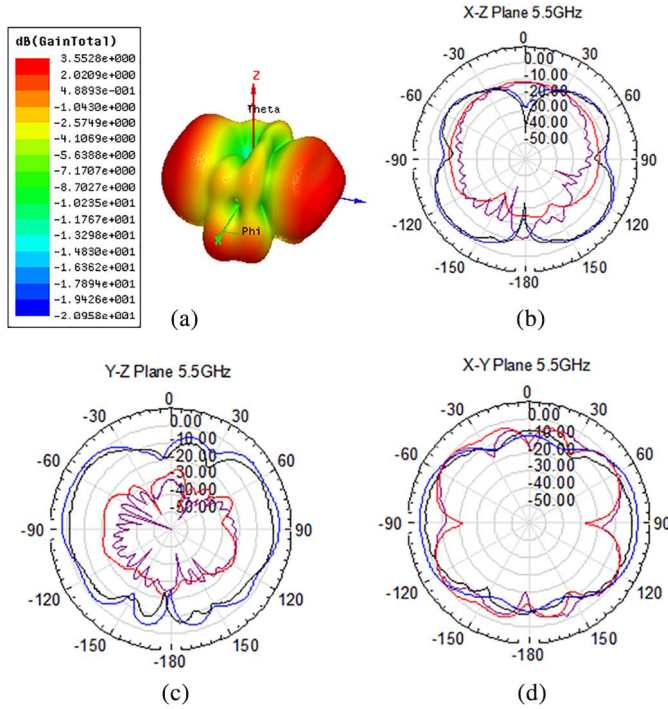 dB(GainTotal)
3.5528e+000
2.0209e+000
4.8893e-001
-1.0430e+000
-2.5749e+000
-4.1069e+000
-5.6388e+000
-7.1707e+000
-8.7027e+000
-1.0235e+001
-1.1767e+001
-1.3298e+001
-1.4830e+001
-1.6362e+001
-1.7894e+001
-1.9426e+001
-2.0958e+001
Z
Theta
X
Phi
(a)
X-Z Plane 5.5GHz
0
-30
30
0.00
-10.00
-20.00
-30.00
-40.00
-50.00
-60
60
-90
90
-120
120
-150
150
-180
(b)
Y-Z Plane 5.5GHz
0
-30
30
0.00
-10.00
-20.00
-30.00
-40.00
-50.00
-60
60
-90
90
-120
120
-150
150
-180
(c)
X-Y Plane 5.5GHz
0
-30
30
0.00
-10.00
-20.00
-30.00
-40.00
-50.00
-60
60
-90
90
-120
120
-150
150
-180
(d)